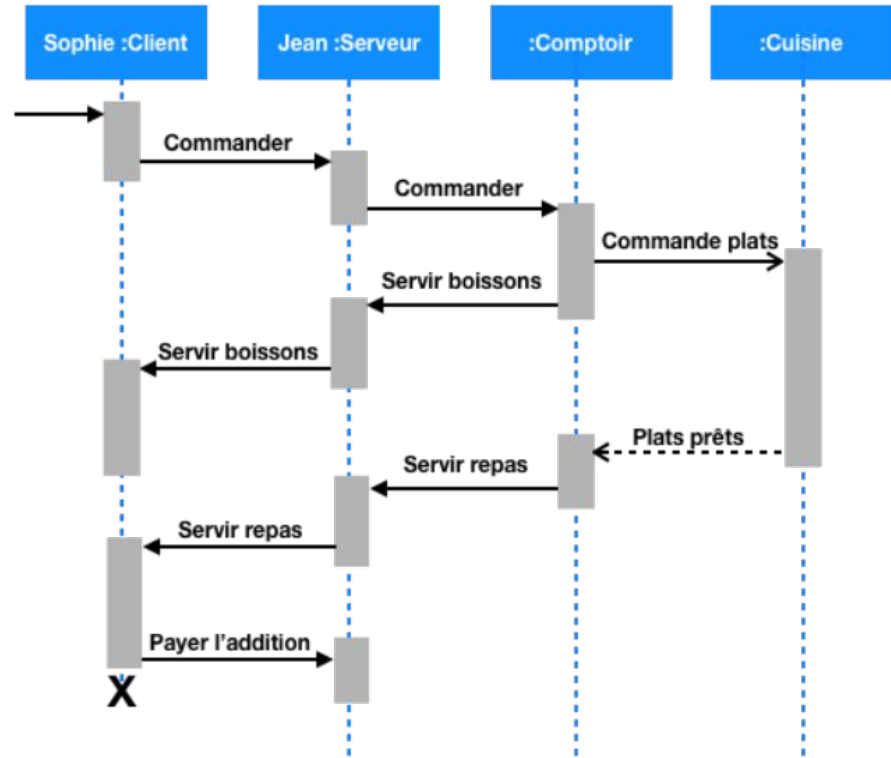 Sophie :Client
Jean :Serveur
:Comptoir
:Cuisine
Commander
Commander
Commande plats
Servir boissons
Servir boissons
Plats prêts
Servir repas
Servir repas
Payer l'addition
X